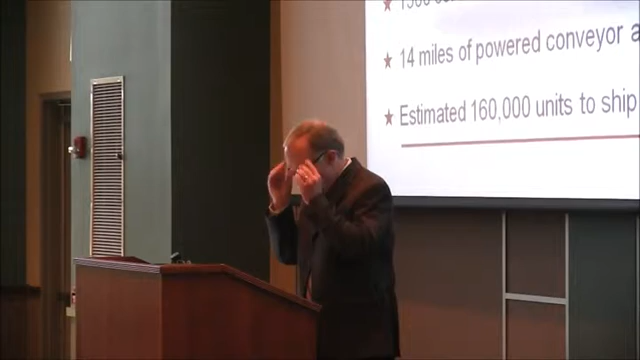 14 miles of powered conveyor
Estimated 160,000 units to ship